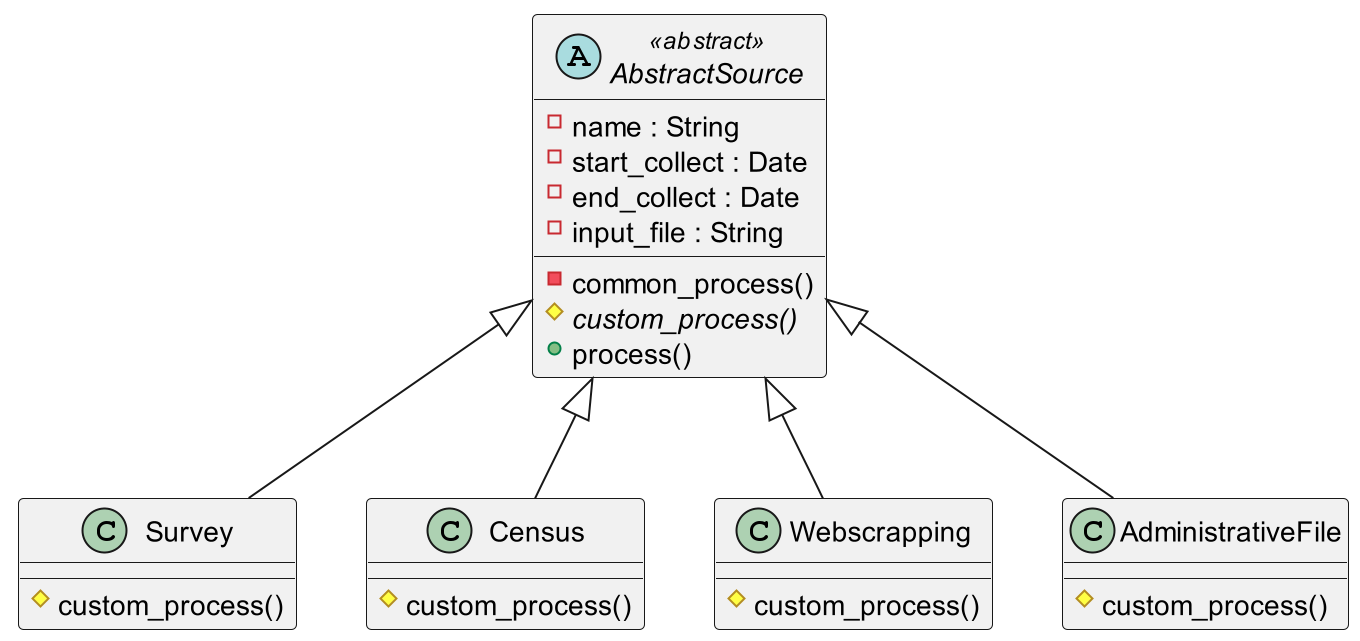 A
«abstract»
AbstractSource
name : String
start_collect : Date
end_collect : Date
input_file : String
common_process()
custom_process()
process()
C Survey
C Census
C Webscrapping
C AdministrativeFile
custom_process()
custom_process()
custom_process()
custom_process()